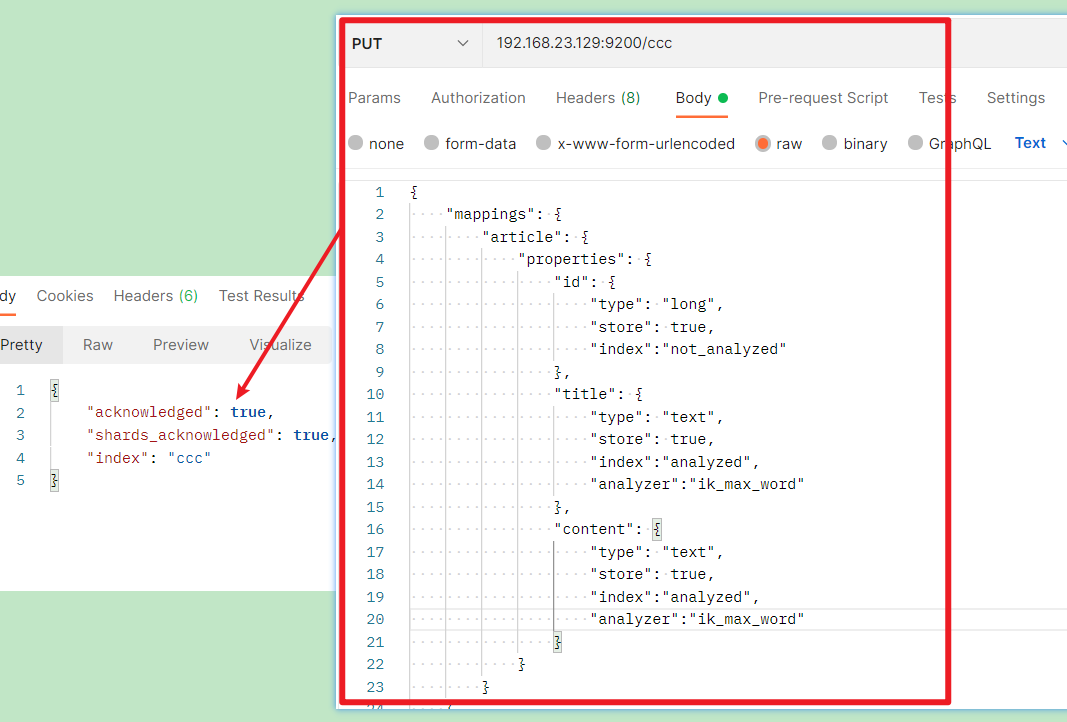 PUT 192.168.23.129:9200/ccc
Params Authorization Headers (8) Body Pre-request Script Tests Settings
none form-data x-www-form-urlencoded raw binary GraphQL Text
1 {
2 "mappings": {
3 "article": {
4 "properties": {
5 "id": {
6 "type": "long",
7 "store": true,
8 "index":"not_analyzed"
9 },
10 "title": {
11 "type": "text",
12 "store": true,
13 "index":"analyzed",
14 "analyzer":"ik_max_word"
15 },
16 "content": {
17 "type": "text",
18 "store": true,
19 "index":"analyzed",
20 "analyzer":"ik_max_word"
21 }
22 }
23 }
dy Cookies Headers (6) Test Results
Pretty Raw Preview Visualize
1 {
2 "acknowledged": true,
3 "shards_acknowledged": true,
4 "index": "ccc"
5 }